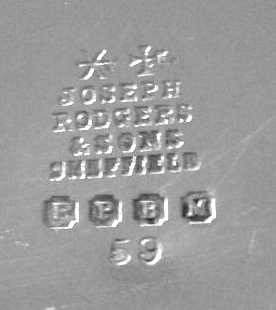 JOSEPH
RODGERS
& SONS
SHEFFIELD
E P B M
59